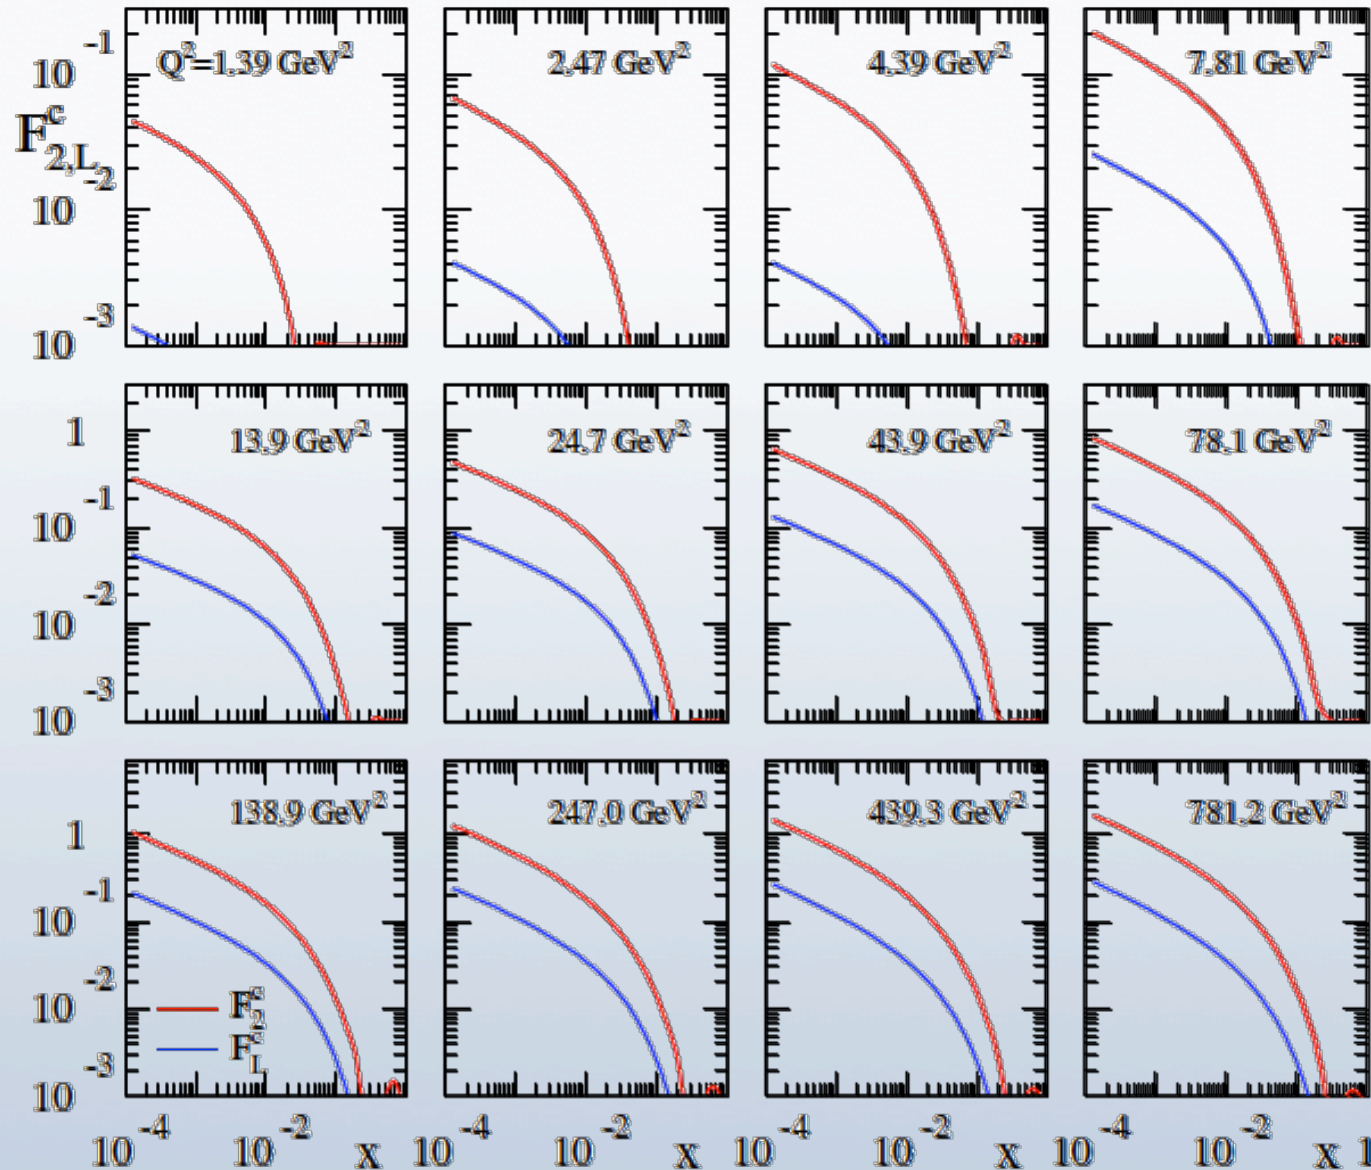 Q²=1.39 GeV² 2.47 GeV² 4.39 GeV² 7.81 GeV²
10⁻¹
F^c_2,L
10⁻²
10⁻³
13.9 GeV² 24.7 GeV² 43.9 GeV² 78.1 GeV²
1
10⁻¹
10⁻²
10⁻³
138.9 GeV² 247.0 GeV² 439.3 GeV² 781.2 GeV²
1
10⁻¹
10⁻²
F^c_2
F^c_L
10⁻³
10⁻⁴ 10⁻² x 10⁻⁴ 10⁻² x 10⁻⁴ 10⁻² x 10⁻⁴ 10⁻² x 1